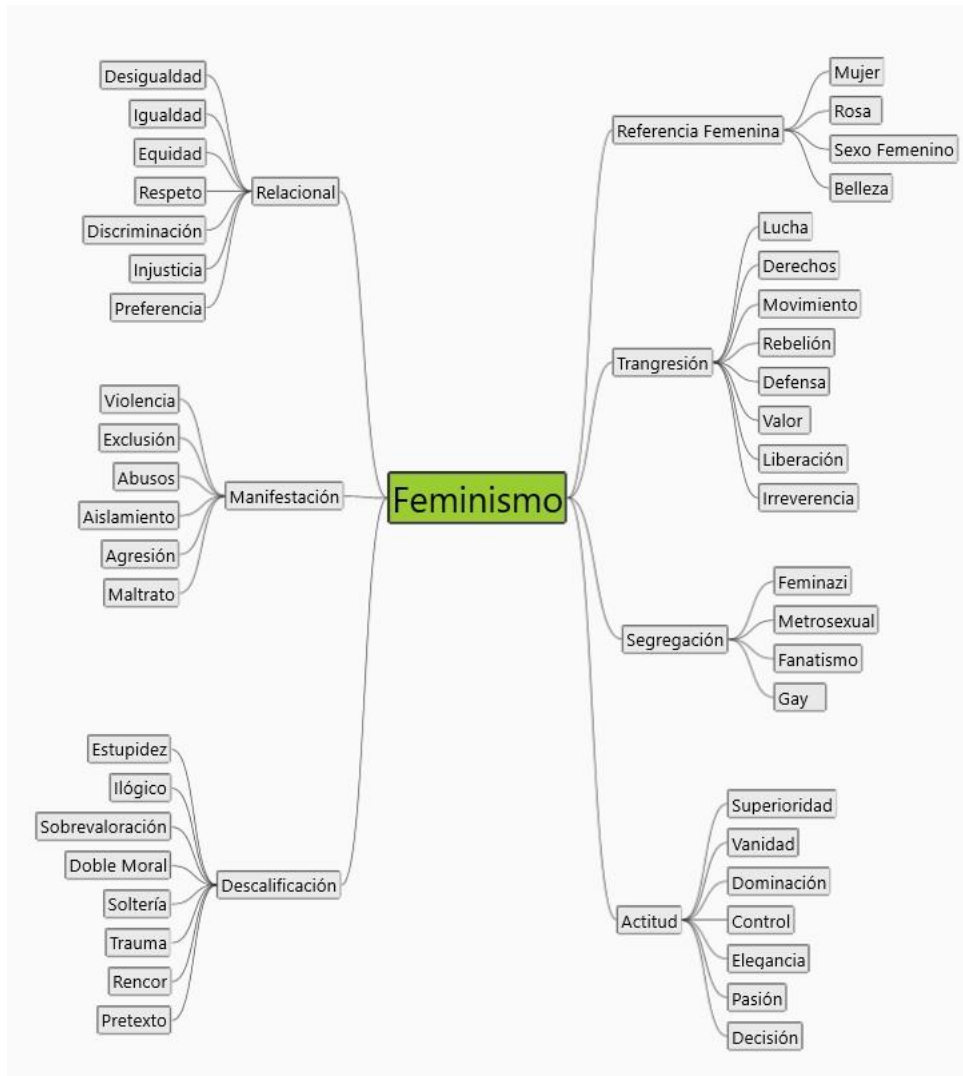 Feminismo
Relacional
Desigualdad
Igualdad
Equidad
Respeto
Discriminación
Injusticia
Preferencia
Manifestación
Violencia
Exclusión
Abusos
Aislamiento
Agresión
Maltrato
Descalificación
Estupidez
Ilógico
Sobrevaloración
Doble Moral
Soltería
Trauma
Rencor
Pretexto
Referencia Femenina
Mujer
Rosa
Sexo Femenino
Belleza
Trangresión
Lucha
Derechos
Movimiento
Rebelión
Defensa
Valor
Liberación
Irreverencia
Segregación
Feminazi
Metrosexual
Fanatismo
Gay
Actitud
Superioridad
Vanidad
Dominación
Control
Elegancia
Pasión
Decisión